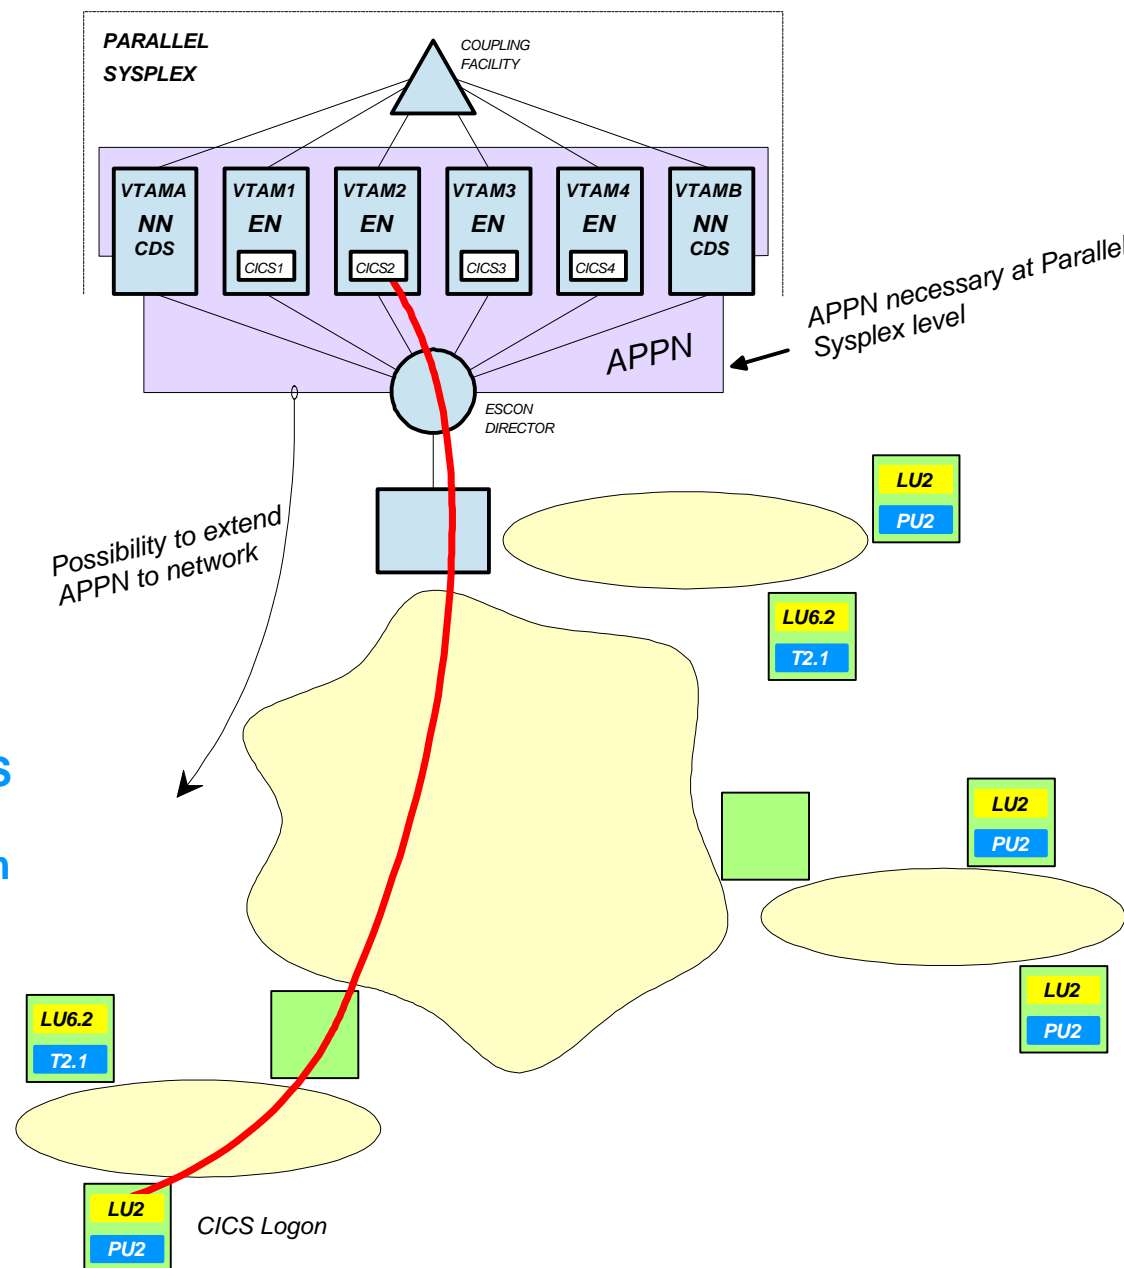 PARALLEL
SYSPLEX
COUPLING
FACILITY
VTAMA
NN
CDS
VTAM1
EN
CICS1
VTAM2
EN
CICS2
VTAM3
EN
CICS3
VTAM4
EN
CICS4
VTAMB
NN
CDS
APPN necessary at Parallel
Sysplex level
APPN
ESCON
DIRECTOR
Possibility to extend
APPN to network
LU2
PU2
LU6.2
T2.1
s
n
LU2
PU2
LU2
PU2
LU6.2
T2.1
LU2
PU2
CICS Logon